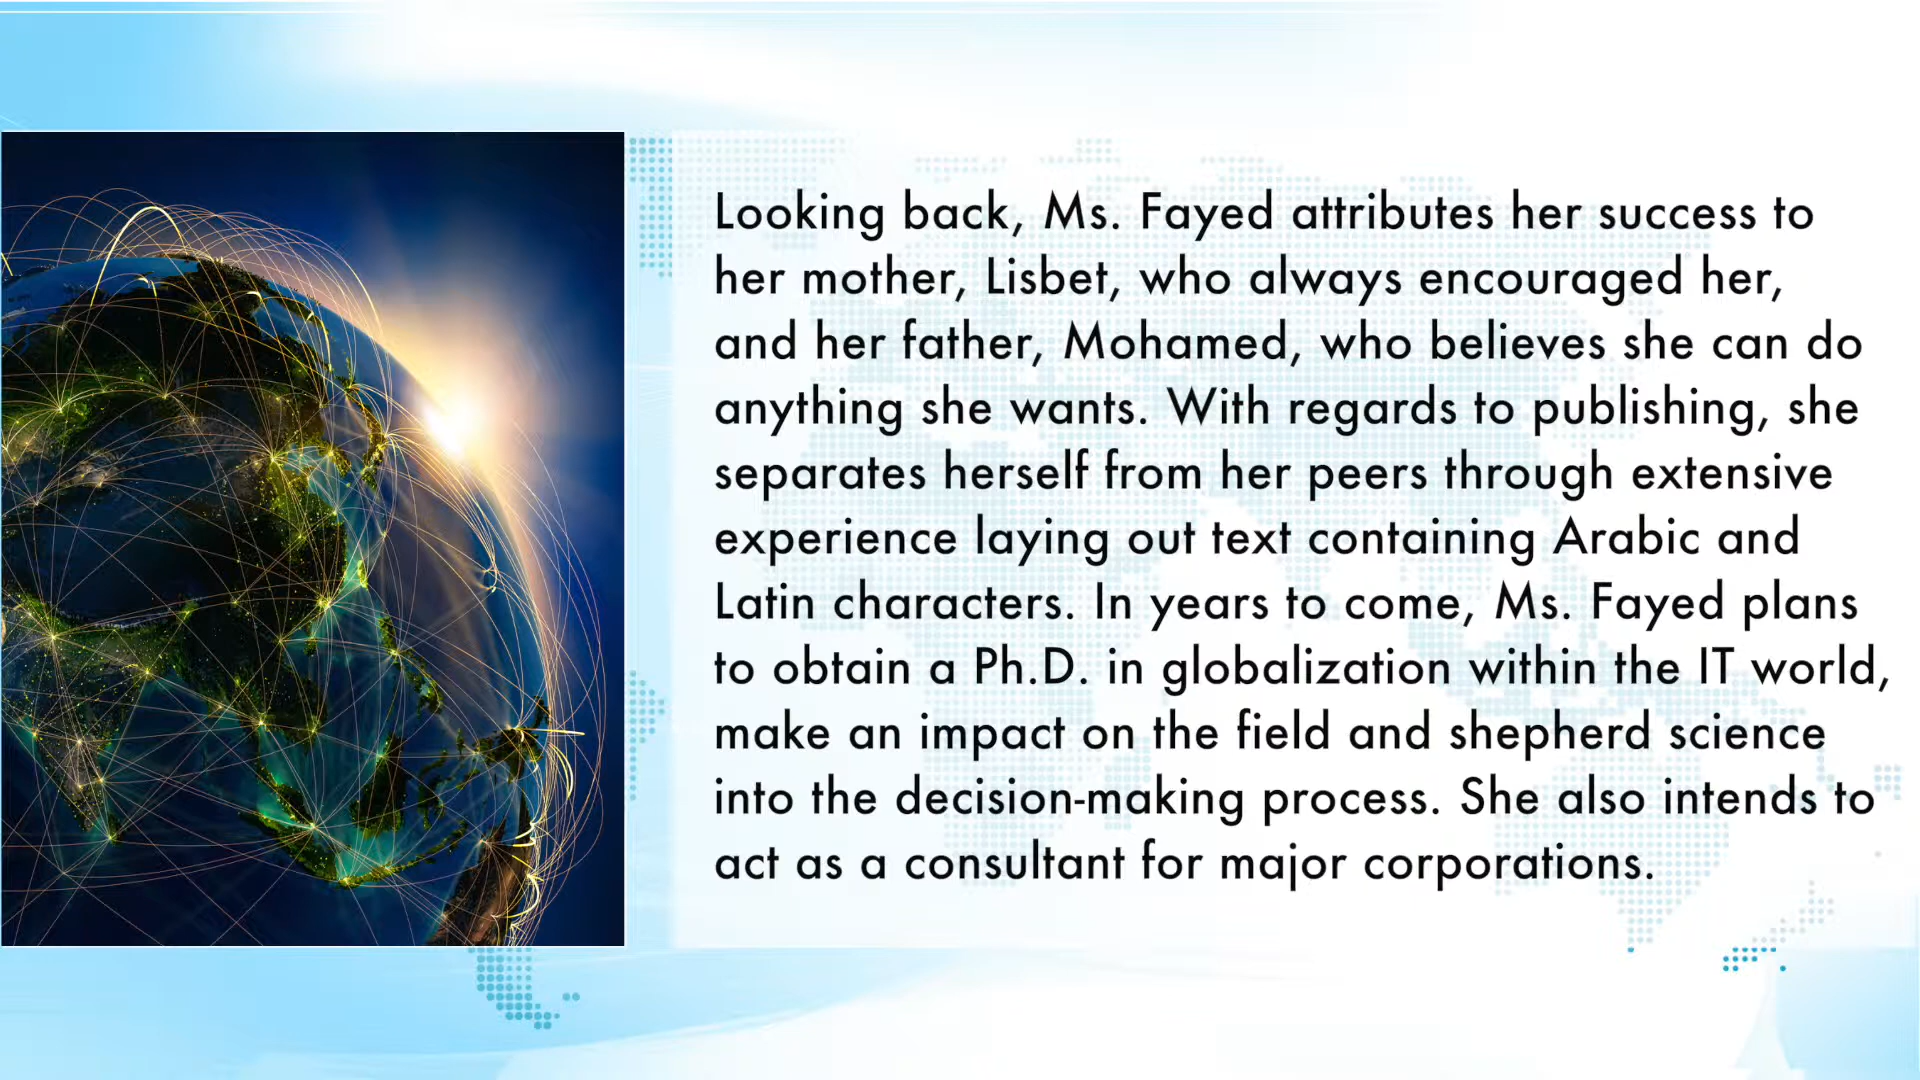 Looking back, Ms. Fayed attributes her success to
her mother, Lisbet, who always encouraged her,
and her father, Mohamed, who believes she can do
anything she wants. With regards to publishing, she
separates herself from her peers through extensive
experience laying out text containing Arabic and
Latin characters. In years to come, Ms. Fayed plans
to obtain a Ph.D. in globalization within the IT world,
make an impact on the field and shepherd science
into the decision-making process. She also intends to
act as a consultant for major corporations.